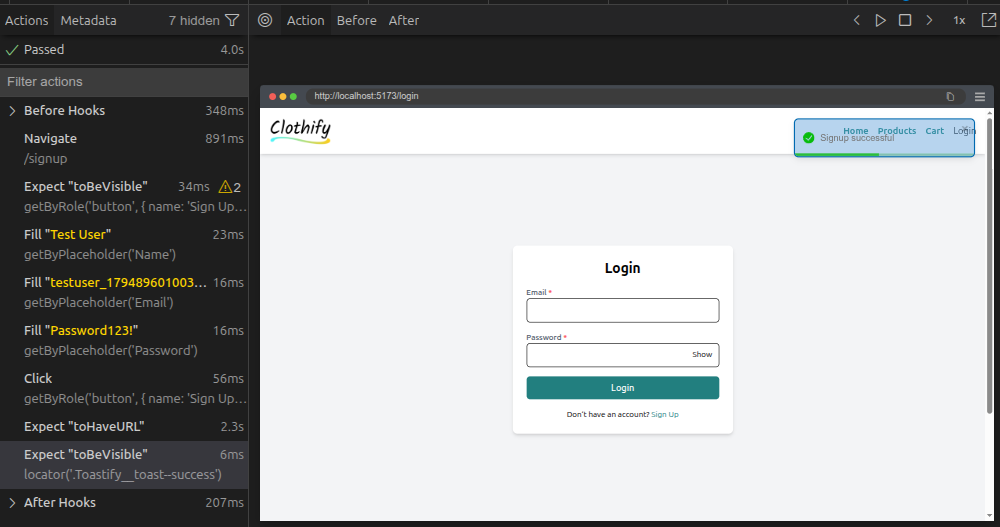 Actions Metadata 7 hidden
Action Before After 1x
Passed 4.0s
Filter actions
Before Hooks 348ms
Navigate 891ms
/signup
Expect "toBeVisible" 34ms 2
getByRole('button', { name: 'Sign Up...
Fill "Test User" 23ms
getByPlaceholder('Name')
Fill "testuser_179489601003... 16ms
getByPlaceholder('Email')
Fill "Password123!" 16ms
getByPlaceholder('Password')
Click 56ms
getByRole('button', { name: 'Sign Up...
Expect "toHaveURL" 2.3s
Expect "toBeVisible" 6ms
locator('.Toastify__toast--success')
After Hooks 207ms
http://localhost:5173/login
Clothify
Home Products Cart Login
Signup successful
Login
Email *
Password *
Show
Login
Don't have an account? Sign Up